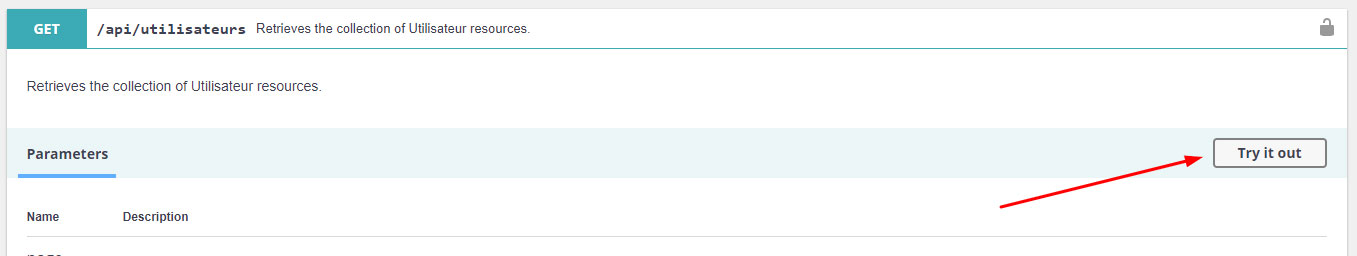 GET /api/utilisateurs Retrieves the collection of Utilisateur resources.
Retrieves the collection of Utilisateur resources.
Parameters Try it out
Name Description